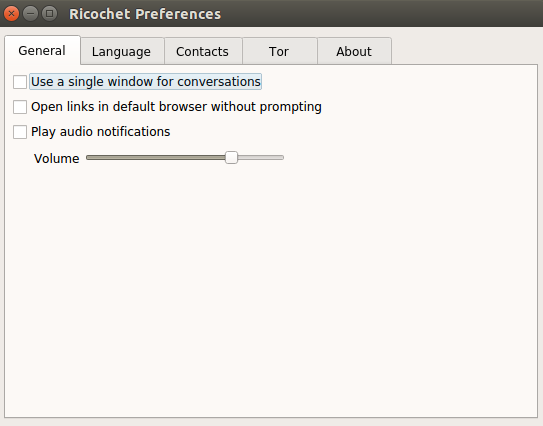 Ricochet Preferences
General Language Contacts Tor About
Use a single window for conversations
Open links in default browser without prompting
Play audio notifications
Volume